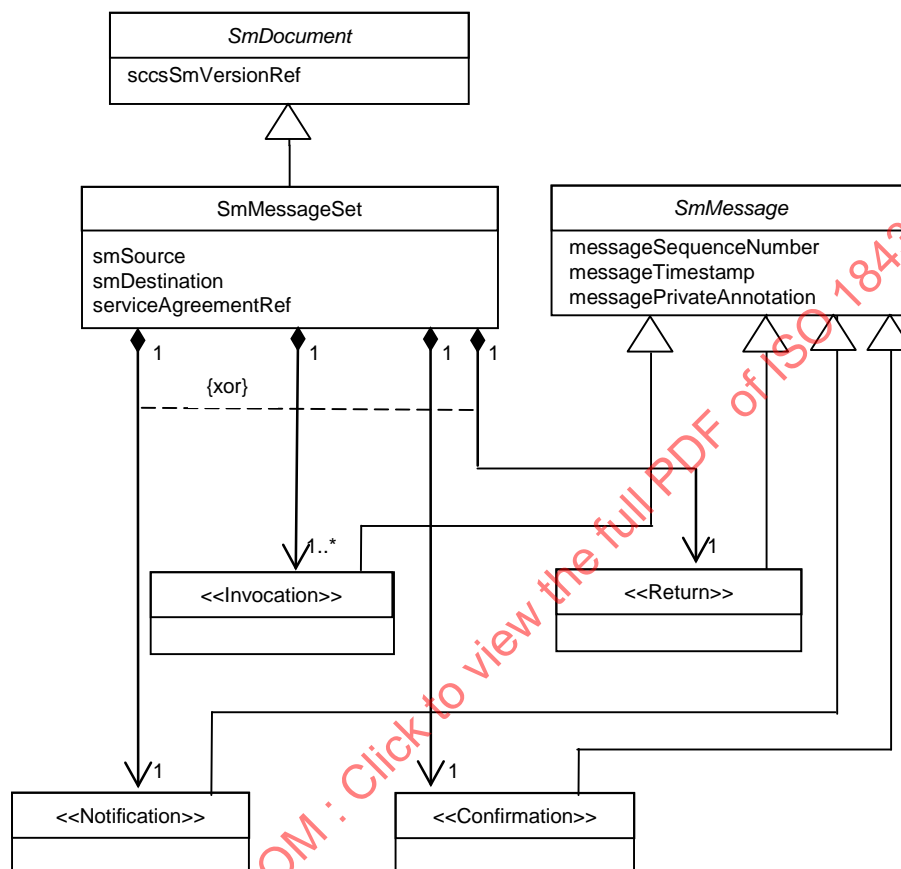 SmDocument
sccsSmVersionRef
SmMessageSet
smSource
smDestination
serviceAgreementRef
SmMessage
messageSequenceNumber
messageTimestamp
messagePrivateAnnotation
1
1
1
1
{xor}
1..*
1
<<Invocation>>
<<Return>>
1
1
<<Notification>>
<<Confirmation>>
OM : Click to view the full PDF of ISO 1843